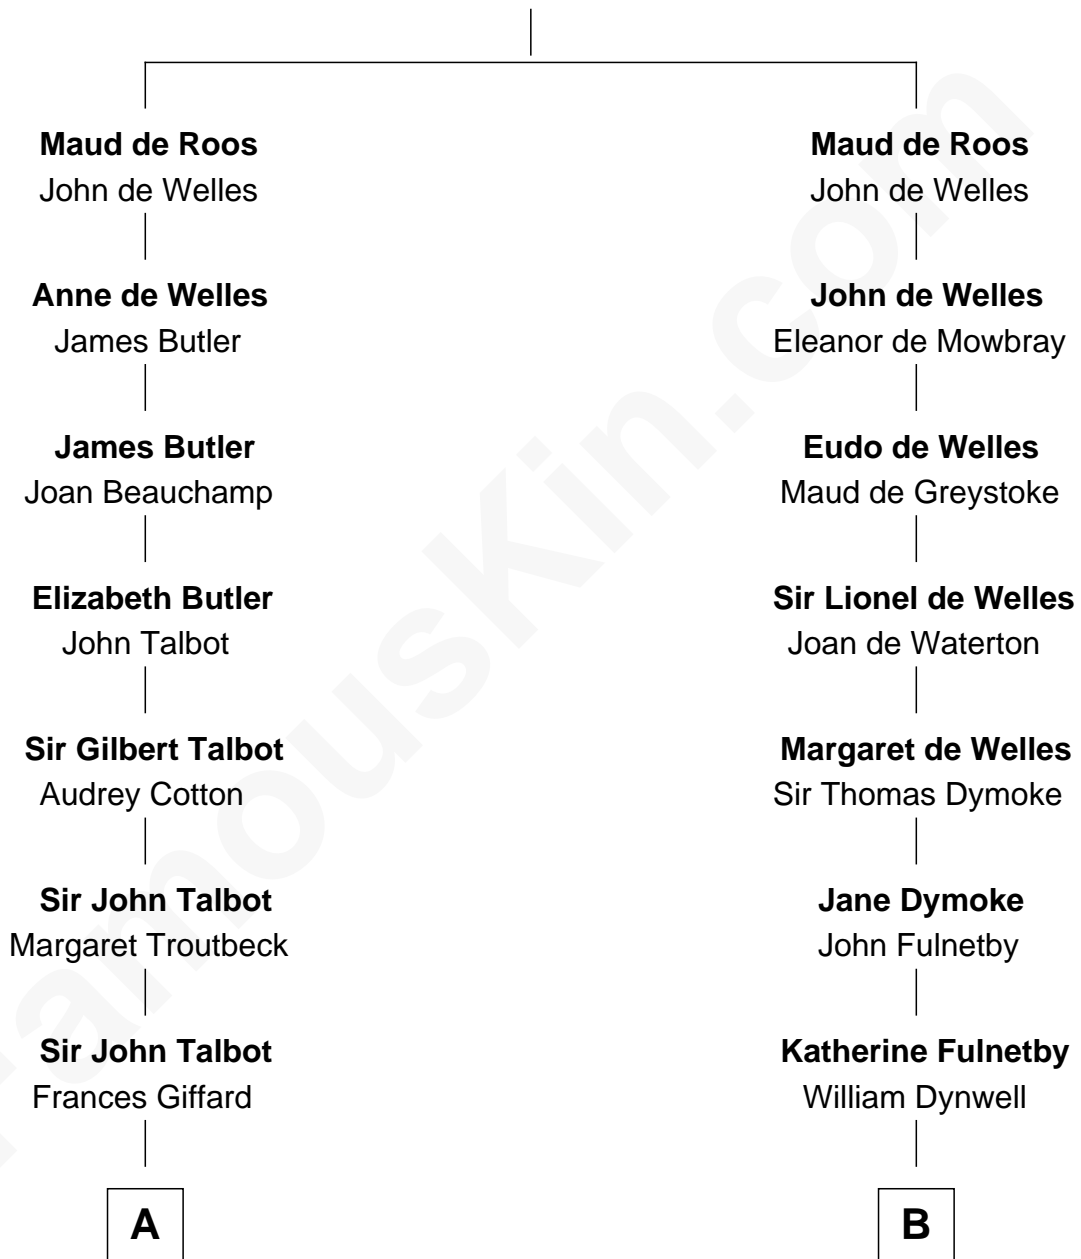 Maud de Roos
John de Welles
Anne de Welles
James Butler
James Butler
Joan Beauchamp
Elizabeth Butler
John Talbot
Sir Gilbert Talbot
Audrey Cotton
Sir John Talbot
Margaret Troutbeck
Sir John Talbot
Frances Giffard
A
Maud de Roos
John de Welles
John de Welles
Eleanor de Mowbray
Eudo de Welles
Maud de Greystoke
Sir Lionel de Welles
Joan de Waterton
Margaret de Welles
Sir Thomas Dymoke
Jane Dymoke
John Fulnetby
Katherine Fulnetby
William Dynwell
B
FamousKin.com